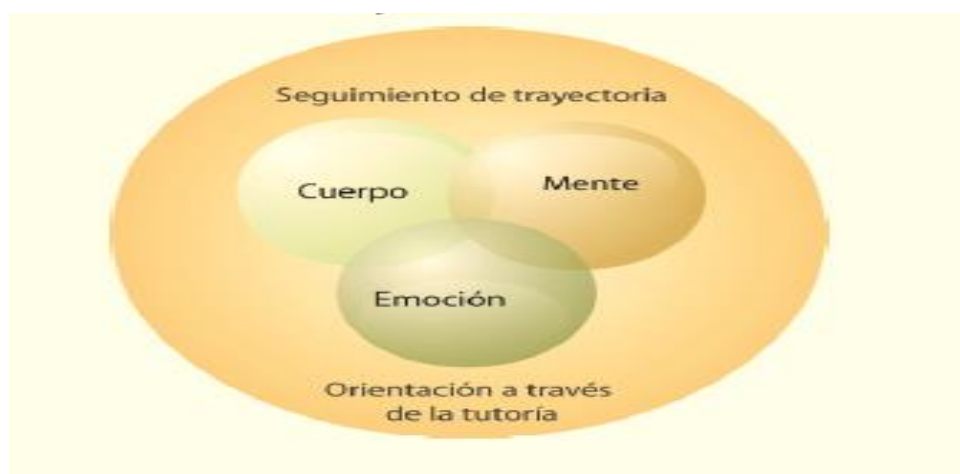 Seguimiento de trayectoria
Cuerpo
Mente
Emoción
Orientación a través
de la tutoría